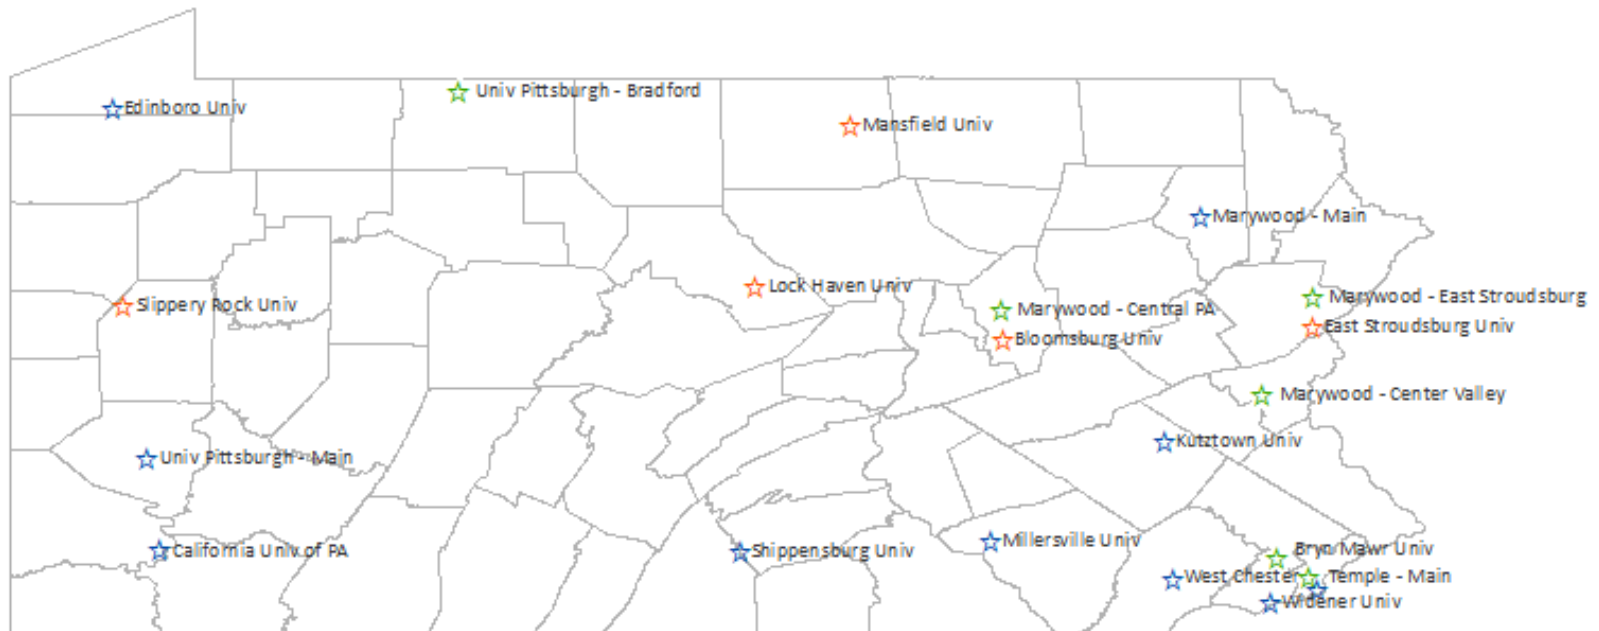 Univ Pittsburgh - Bradford
Edinboro Univ
Mansfield Univ
Marywood - Main
Lock Haven Univ
Marywood - East Stroudsburg
Slippery Rock Univ
Marywood - Central PA
East Stroudsburg Univ
Bloomsburg Univ
Marywood - Center Valley
Kutztown Univ
Univ Pittsburgh - Main
Millersville Univ
Bryn Mawr Univ
California Univ of PA
Shippensburg Univ
West Chester
Temple - Main
Widener Univ